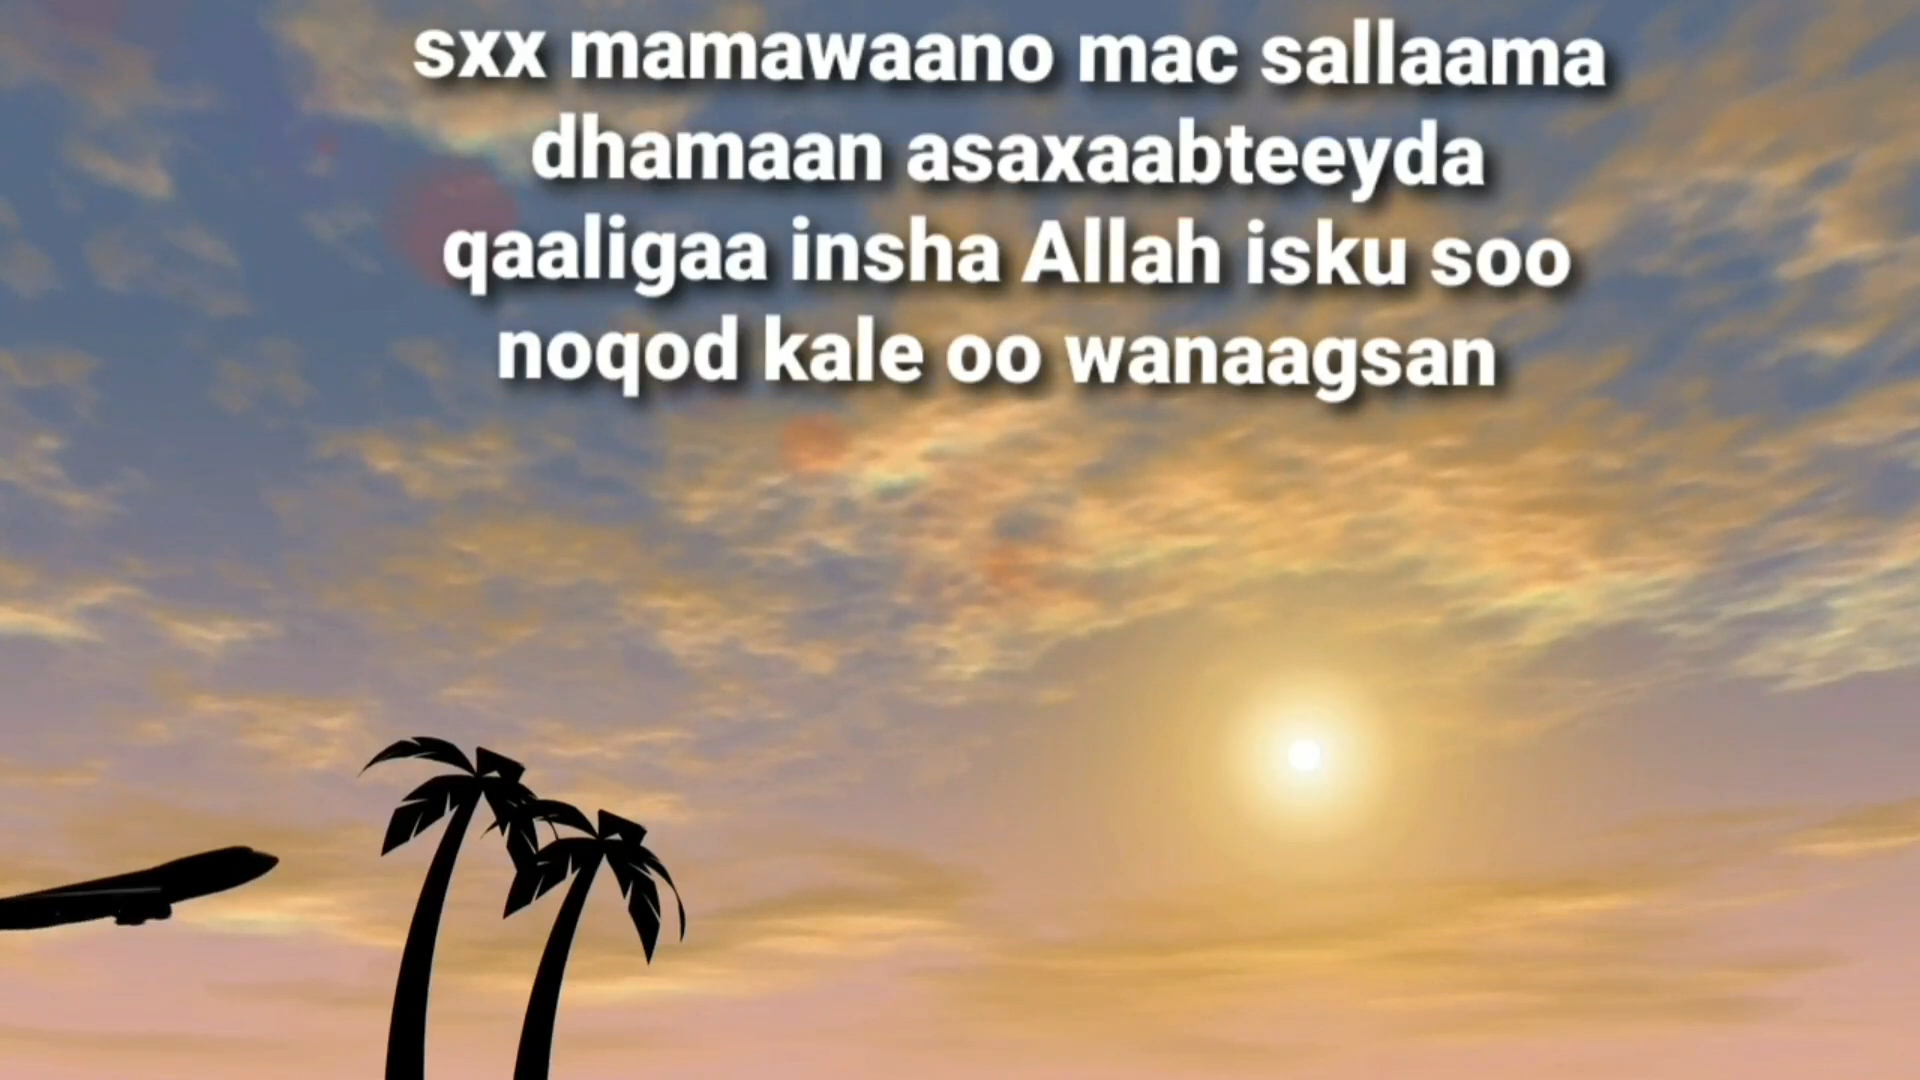 sxx mamawaano mac sallaama
dhamaan asaxaabteeyda
qaaligaa insha Allah isku soo
noqod kale oo wanaagsan